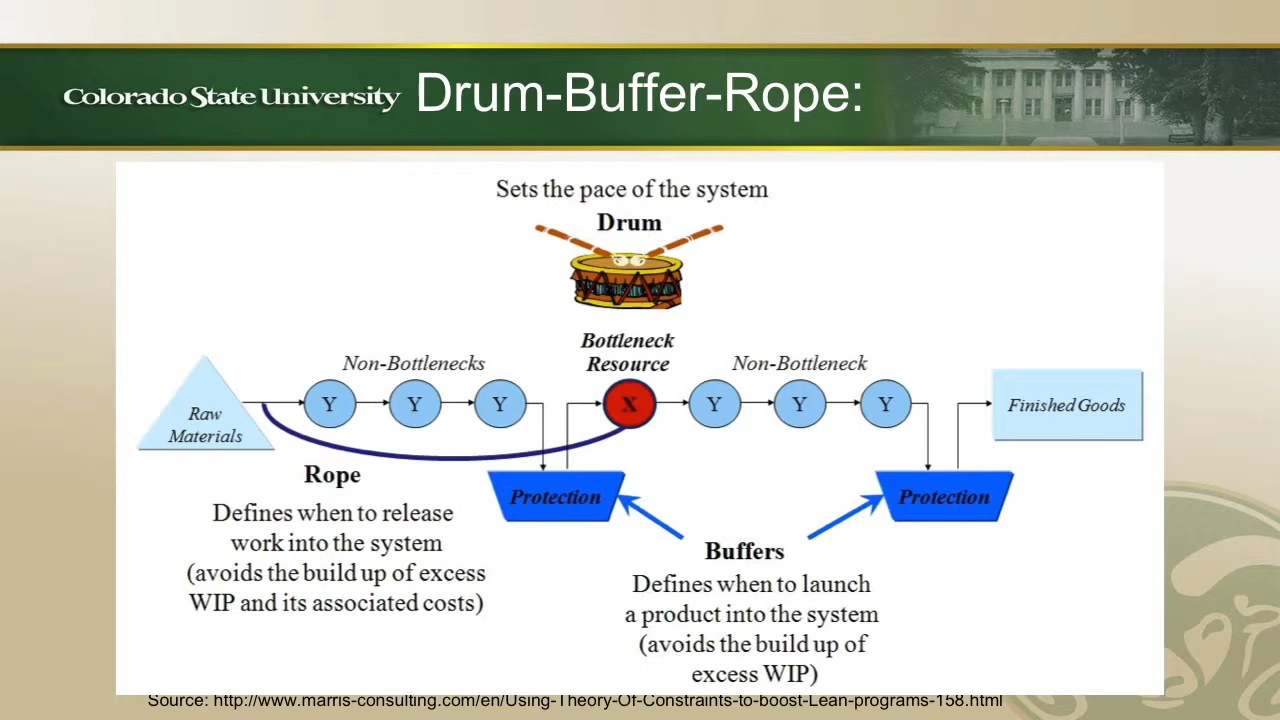 Colorado State University
Drum-Buffer-Rope:
Sets the pace of the system
Drum
Bottleneck
Resource
Non-Bottlenecks
Non-Bottleneck
Raw
Materials
Y
Y
Y
X
Y
Y
Y
Finished Goods
Rope
Defines when to release
work into the system
(avoids the build up of excess
WIP and its associated costs)
Protection
Protection
Buffers
Defines when to launch
a product into the system
(avoids the build up of
excess WIP)
Source: http://www.marris-consulting.com/en/Using-Theory-Of-Constraints-to-boost-Lean-programs-158.html